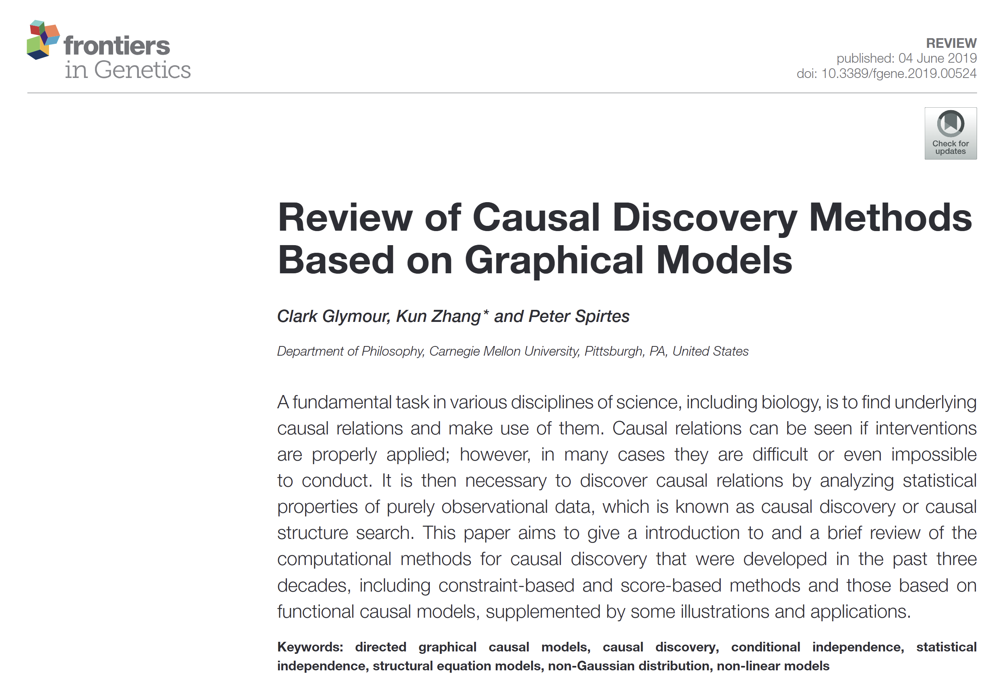 frontiers
in Genetics
REVIEW
published: 04 June 2019
doi: 10.3389/fgene.2019.00524
Check for
updates
Review of Causal Discovery Methods
Based on Graphical Models
Clark Glymour, Kun Zhang* and Peter Spirtes
Department of Philosophy, Carnegie Mellon University, Pittsburgh, PA, United States
A fundamental task in various disciplines of science, including biology, is to find underlying
causal relations and make use of them. Causal relations can be seen if interventions
are properly applied; however, in many cases they are difficult or even impossible
to conduct. It is then necessary to discover causal relations by analyzing statistical
properties of purely observational data, which is known as causal discovery or causal
structure search. This paper aims to give a introduction to and a brief review of the
computational methods for causal discovery that were developed in the past three
decades, including constraint-based and score-based methods and those based on
functional causal models, supplemented by some illustrations and applications.
Keywords: directed graphical causal models, causal discovery, conditional independence, statistical
independence, structural equation models, non-Gaussian distribution, non-linear models